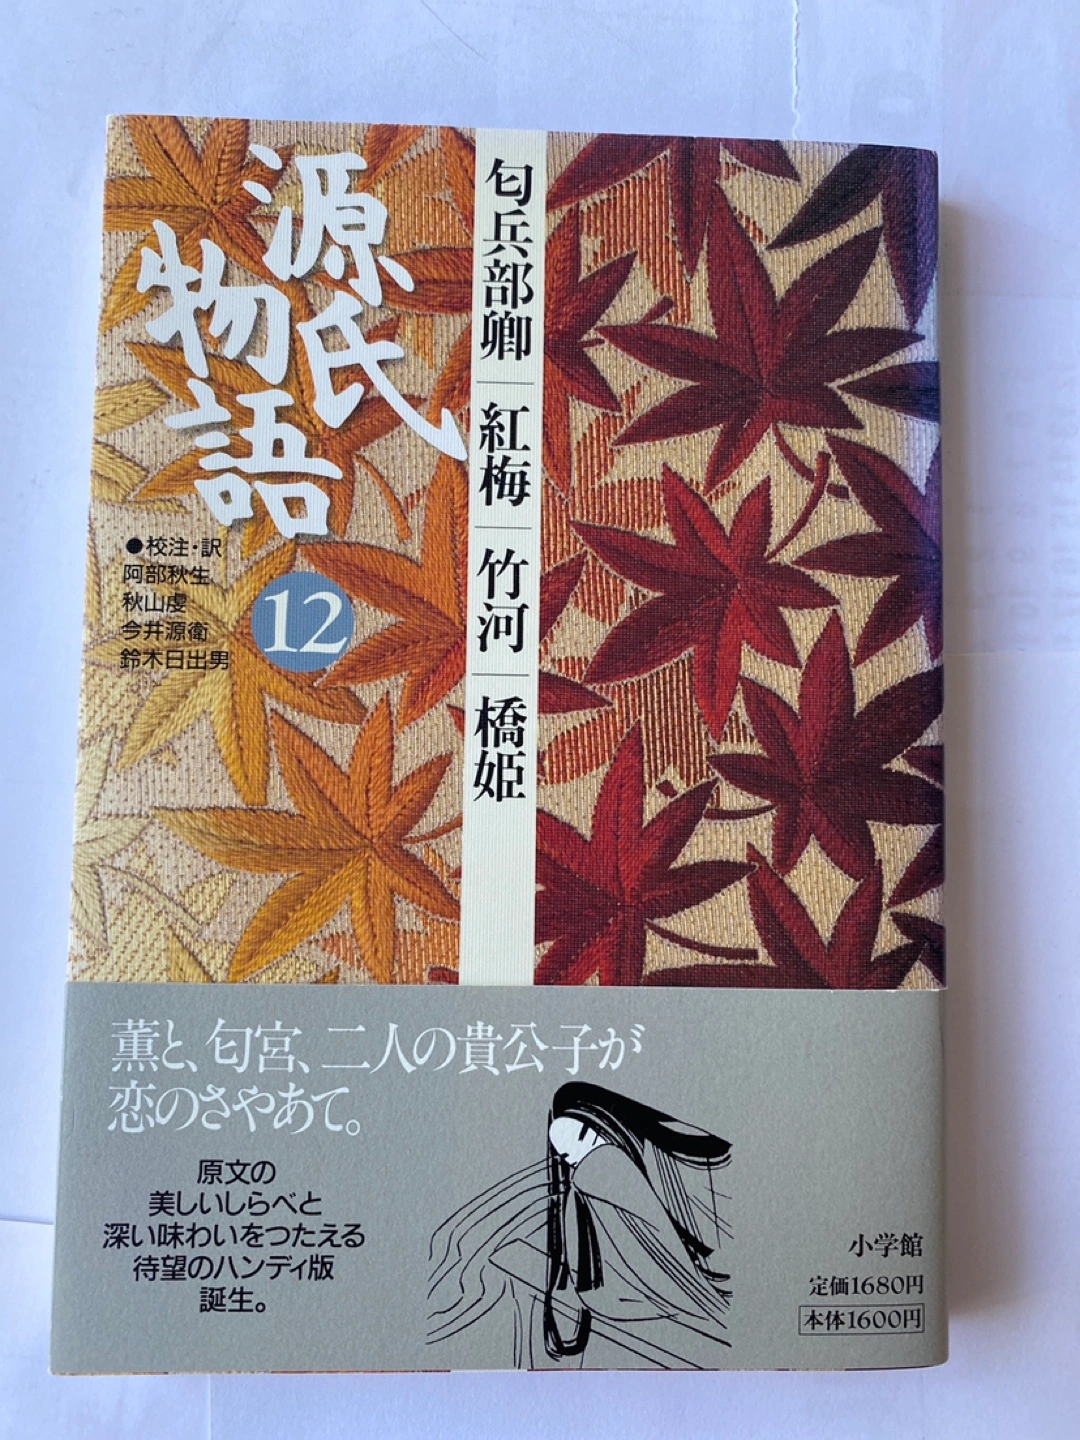 源氏
物語
12
●校注・訳
阿部秋生
秋山虔
今井源衛
鈴木日出男
匂兵部卿
紅梅
竹河
橋姫
薫と、匂宮、二人の貴公子が
恋のさやあて。
原文の
美しいしらべと
深い味わいをつたえる
待望のハンディ版
誕生。
小学館
定価1680円
本体1600円